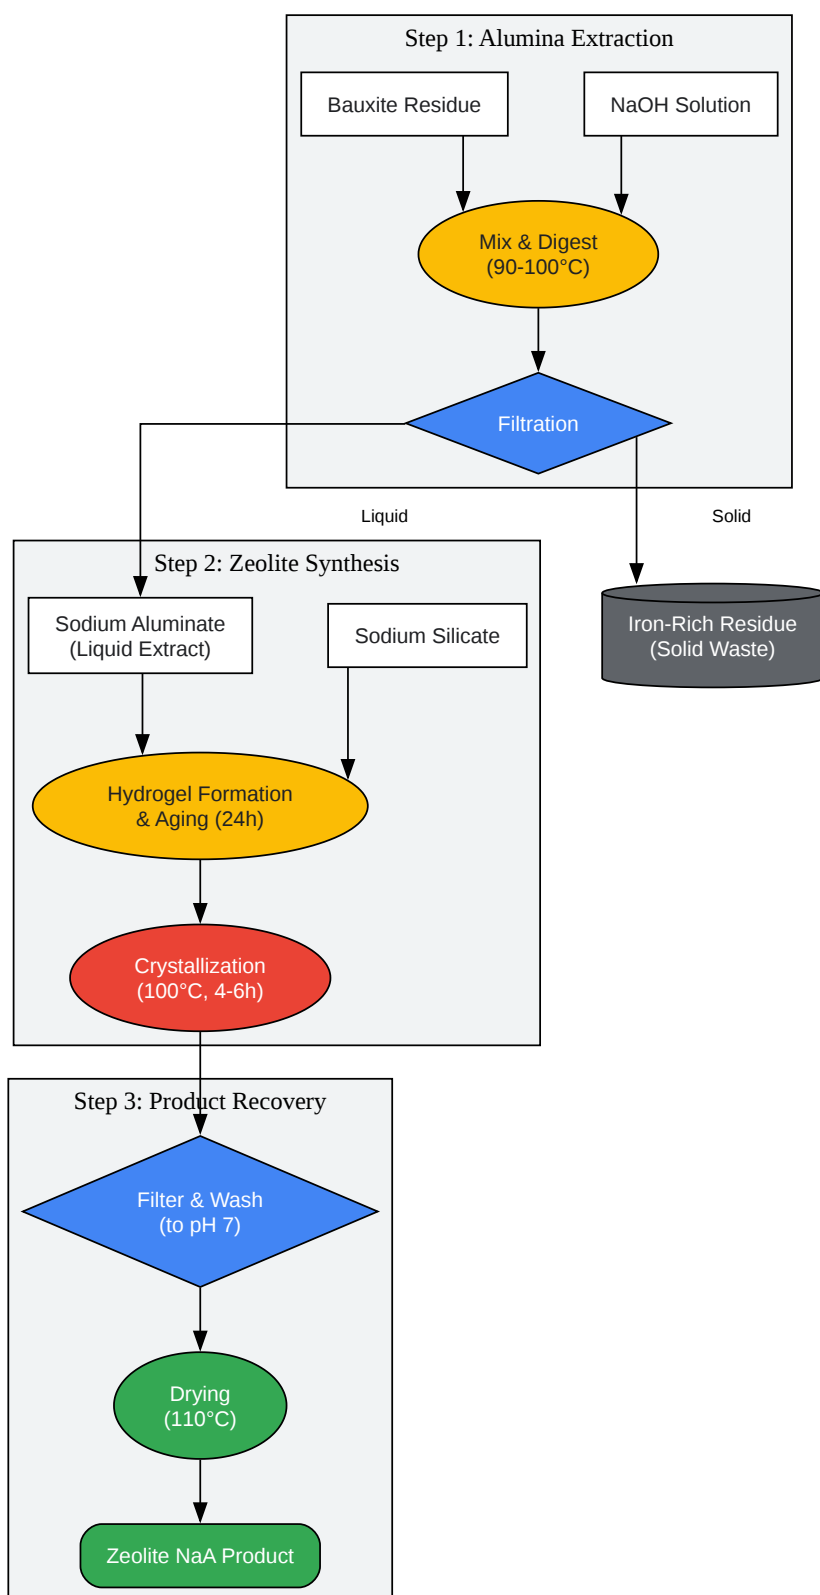 Step 1: Alumina Extraction
Bauxite Residue
NaOH Solution
Mix & Digest
(90-100°C)
Filtration
Liquid
Solid
Step 2: Zeolite Synthesis
Sodium Aluminate
(Liquid Extract)
Sodium Silicate
Iron-Rich Residue
(Solid Waste)
Hydrogel Formation
& Aging (24h)
Crystallization
(100°C, 4-6h)
Step 3: Product Recovery
Filter & Wash
(to pH 7)
Drying
(110°C)
Zeolite NaA Product